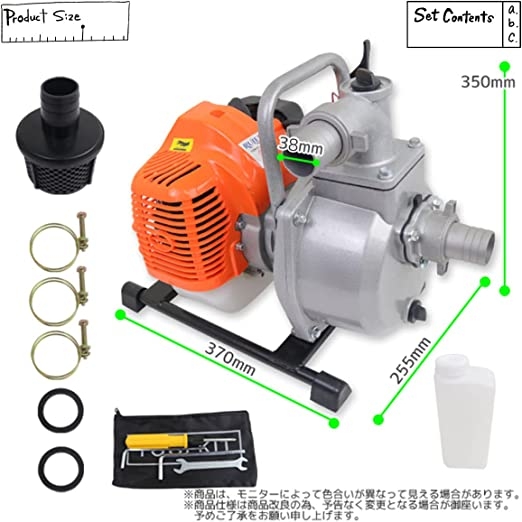 Product Size
Set Contents
a.
b.
c.
350mm
38mm
370mm
255mm
TOOL KIT
※商品は、モニターによって色合いが異なって見える場合があります。
※商品仕様は商品改良の為、予告なく変更となる場合が御座います。
予めご了承をお願い申し上げます。